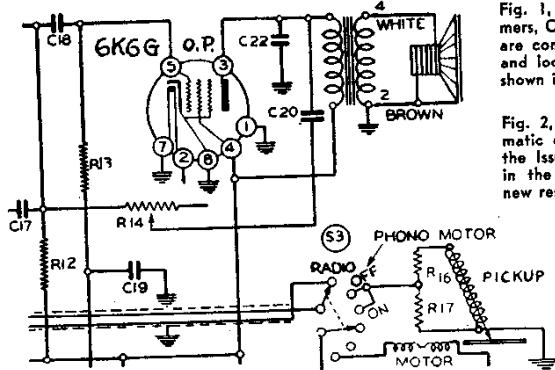 C18
6K6G
O.P.
5
3
C22
4
WHITE
2
BROWN
C20
1
7
2
8
4
R13
C17
R14
R12
C19
S3
RADIO
OFF
ON
PHONO MOTOR
R16
R17
PICKUP
MOTOR
Fig. 1,
mers, C
are con
and loc
shown i
Fig. 2,
matic
the Iss
in the
new re